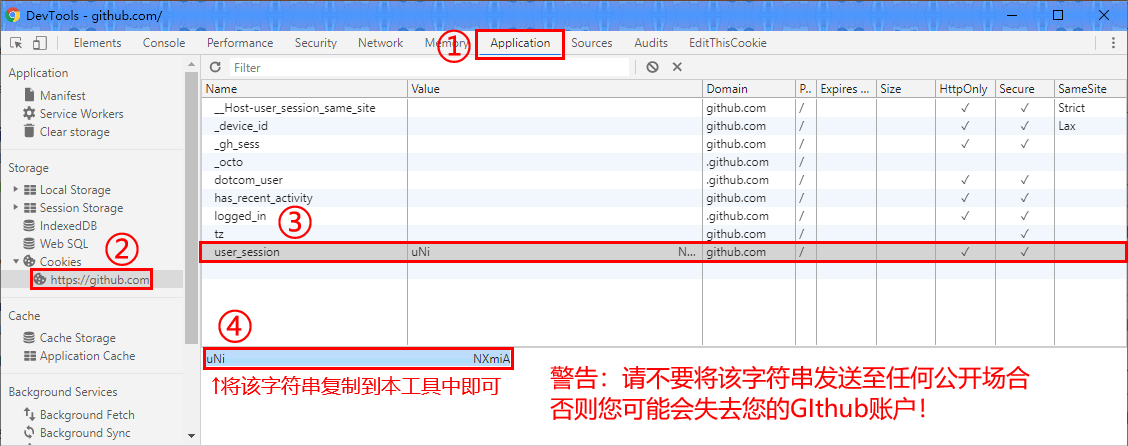 DevTools - github.com/
Elements Console Performance Security Network Memory ① Application Sources Audits EditThisCookie
Application
Manifest
Service Workers
Clear storage
Storage
Local Storage
Session Storage
IndexedDB
Web SQL
②
Cookies
https://github.com
Cache
Cache Storage
Application Cache
Background Services
Background Fetch
Background Sync
Filter
Name Value Domain P... Expires ... Size HttpOnly Secure SameSite
__Host-user_session_same_site github.com / ✓ ✓ Strict
_device_id github.com / ✓ ✓ Lax
_gh_sess github.com / ✓ ✓
_octo .github.com /
dotcom_user .github.com / ✓ ✓
has_recent_activity github.com / ✓ ✓
logged_in .github.com / ✓ ✓
③
tz github.com / ✓
user_session uNi N... github.com / ✓ ✓
④
uNi NXmiA
↑将该字符串复制到本工具中即可
警告：请不要将该字符串发送至任何公开场合
否则您可能会失去您的GIthub账户！